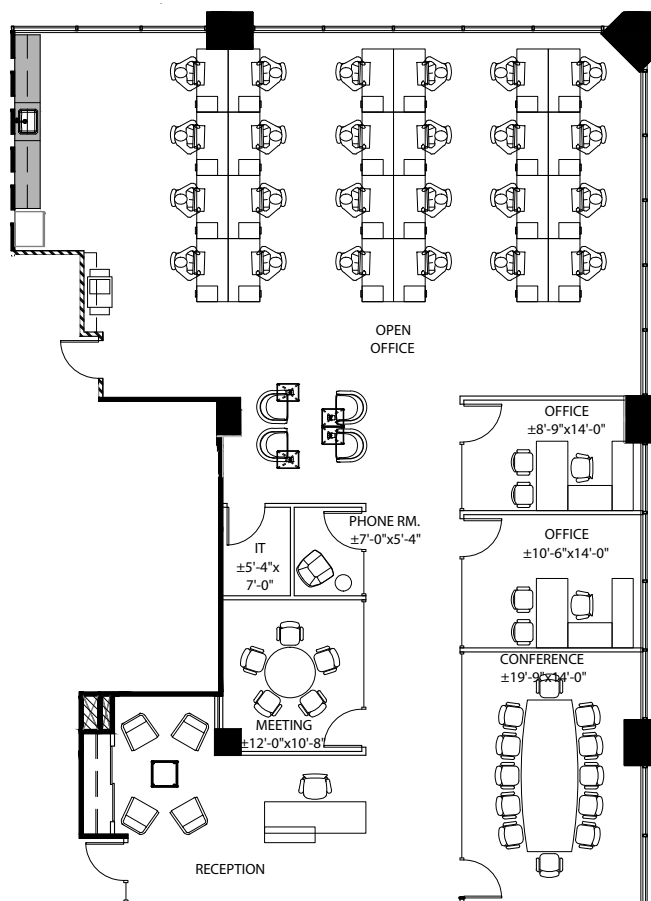 OPEN
OFFICE
OFFICE
±8'-9"x14'-0"
PHONE RM.
±7'-0"x5'-4"
OFFICE
±10'-6"x14'-0"
IT
±5'-4"x
7'-0"
CONFERENCE
±19'-9"x14'-0"
MEETING
±12'-0"x10'-8"
RECEPTION